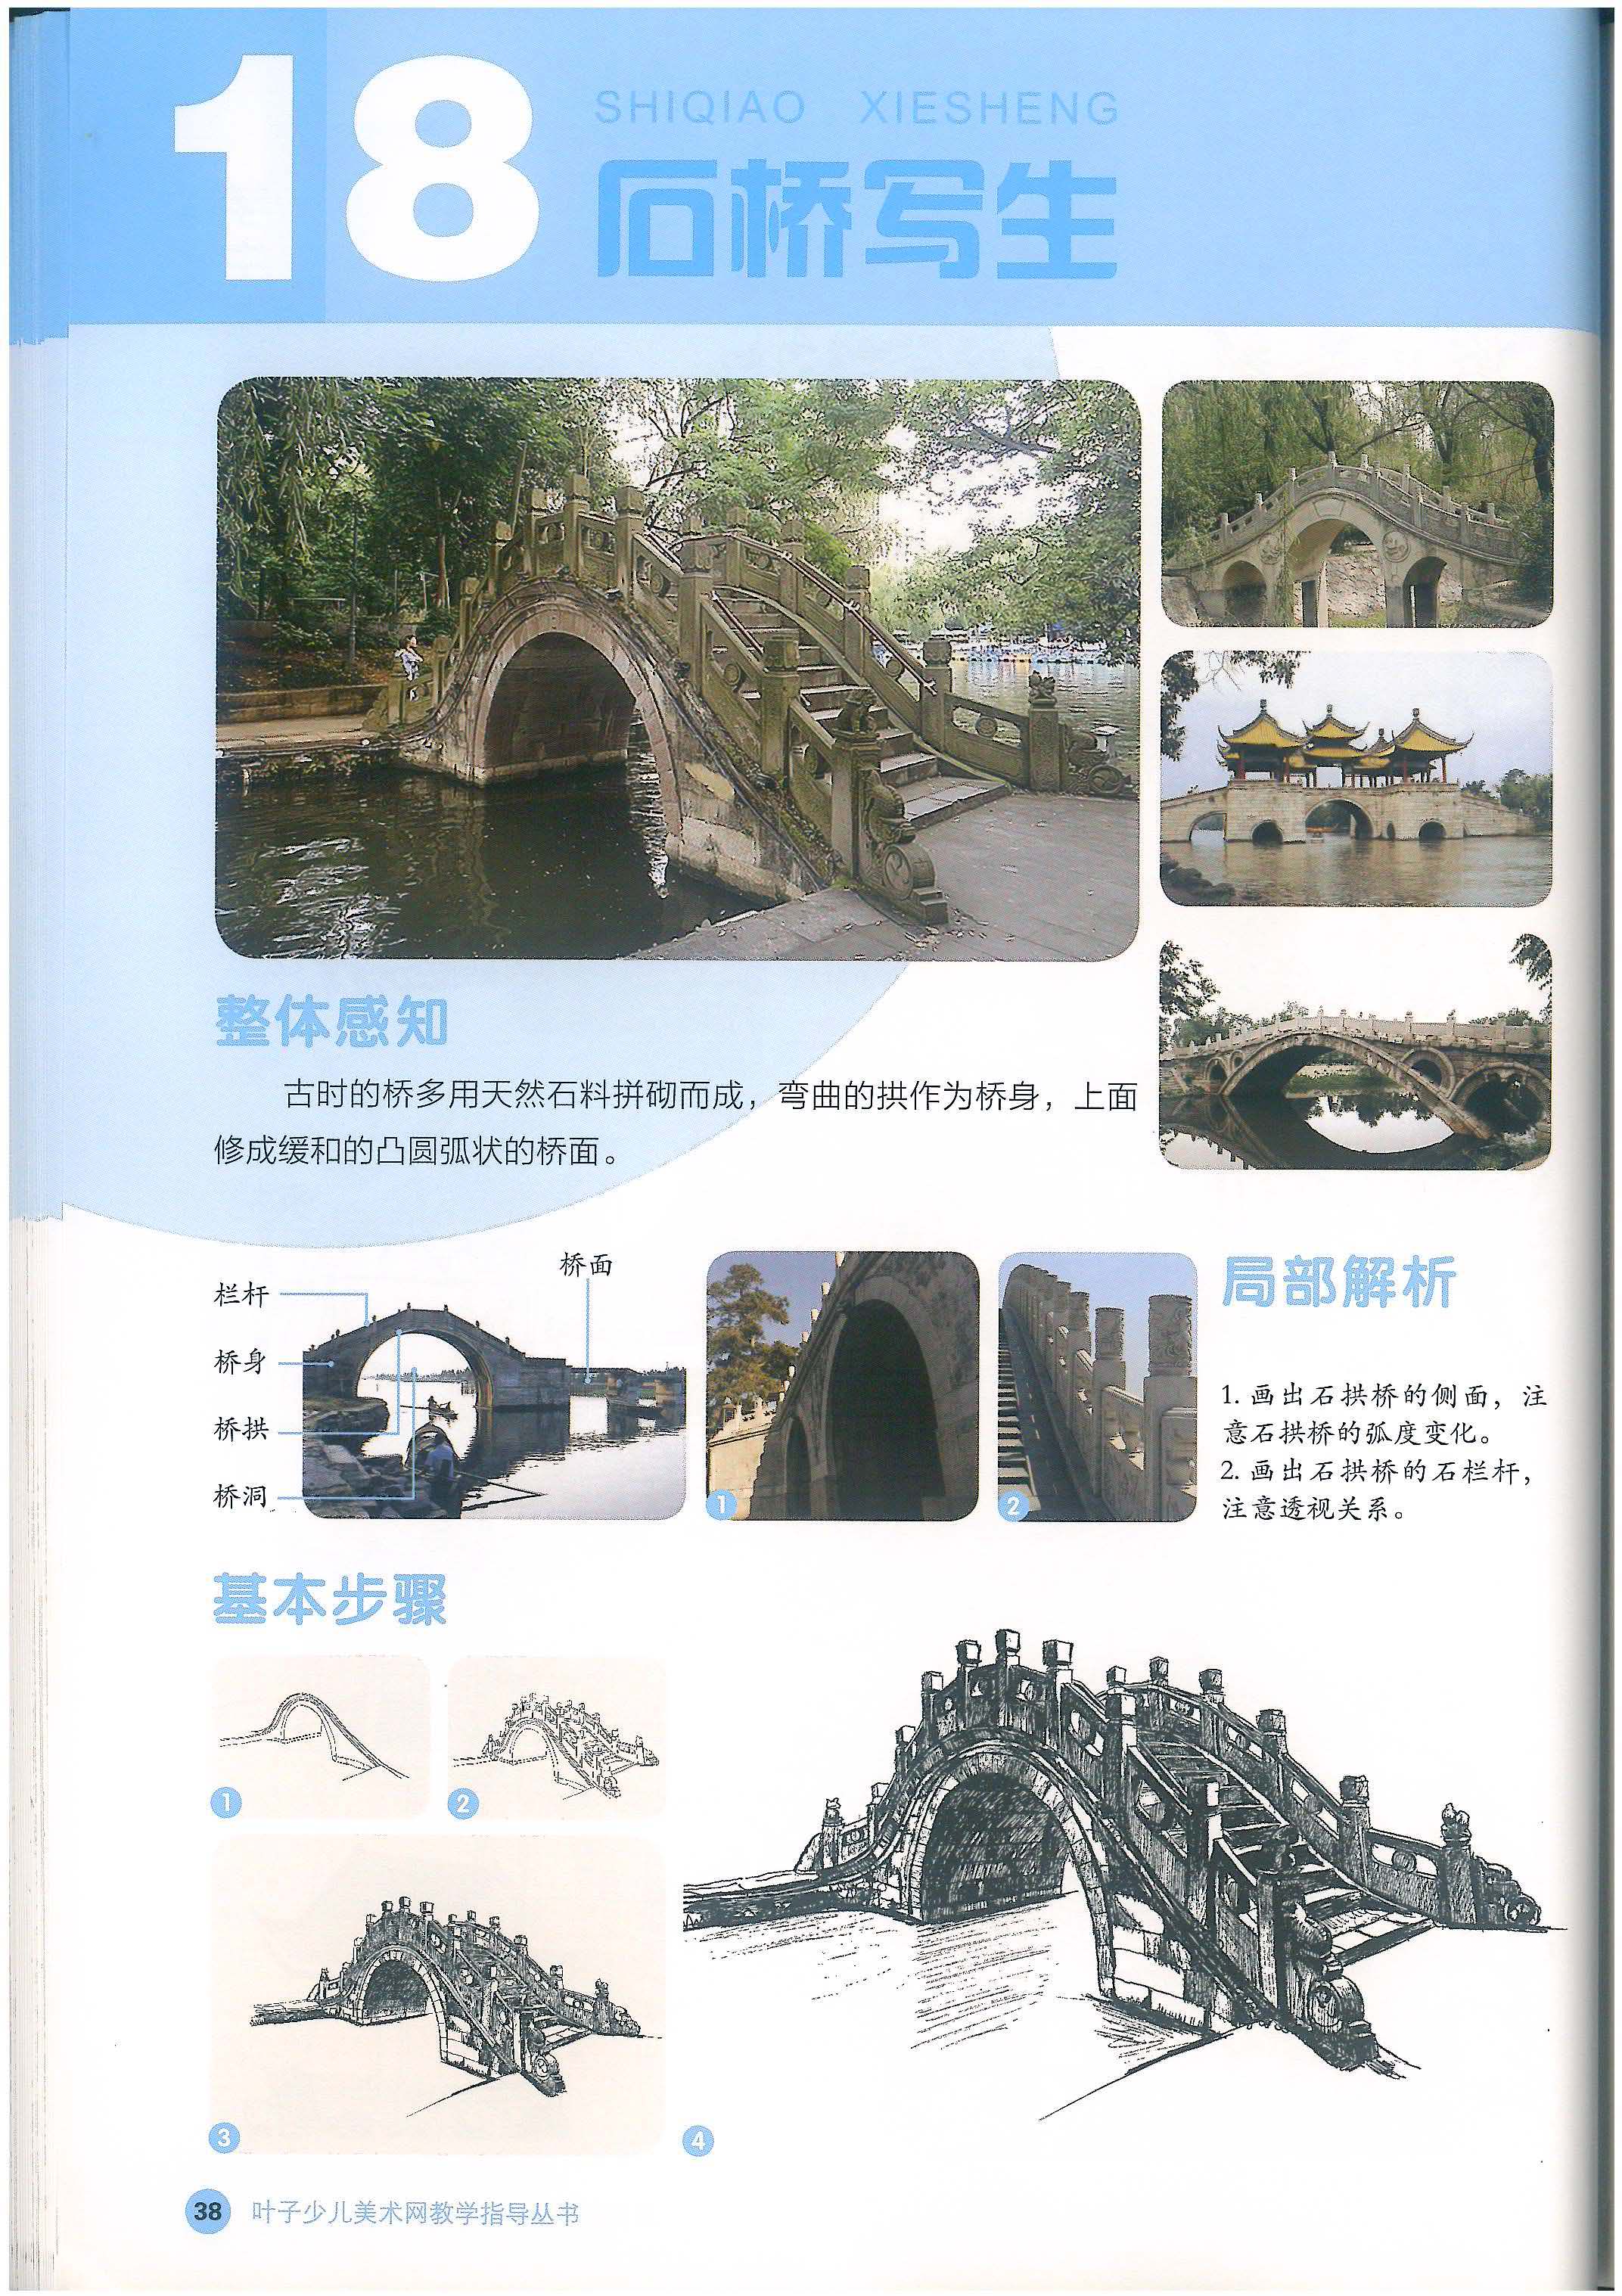 18
SHIQIAO XIESHENG
石桥写生
整体感知
古时的桥多用天然石料拼砌而成，弯曲的拱作为桥身，上面
修成缓和的凸圆弧状的桥面。
桥面
栏杆
桥身
桥拱
桥洞
1
2
局部解析
1. 画出石拱桥的侧面，注
意石拱桥的弧度变化。
2. 画出石拱桥的石栏杆，
注意透视关系。
基本步骤
1
2
3
4
38 叶子少儿美术网教学指导丛书